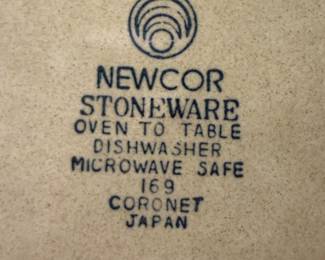 NEWCOR
STONEWARE
OVEN TO TABLE
DISHWASHER
MICROWAVE SAFE
169
CORONET
JAPAN